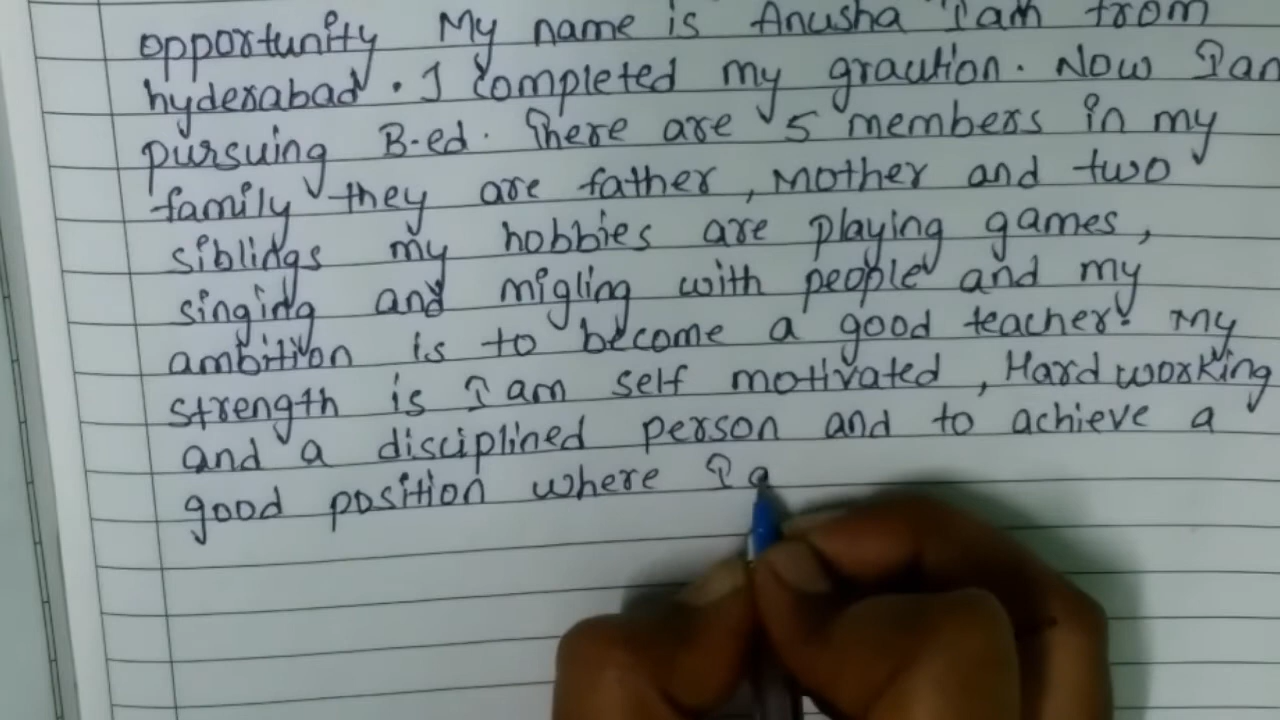 opportunity My name is Anusha I am from
hyderabad. I completed my graution. Now I am
pursuing B-ed. There are 5 members in my
family they are father, Mother and two
siblings my hobbies are playing games,
singing and migling with people and my
ambition is to become a good teacher. My
strength is I am self motivated, Hard working
and a disciplined person and to achieve a
good position where I a